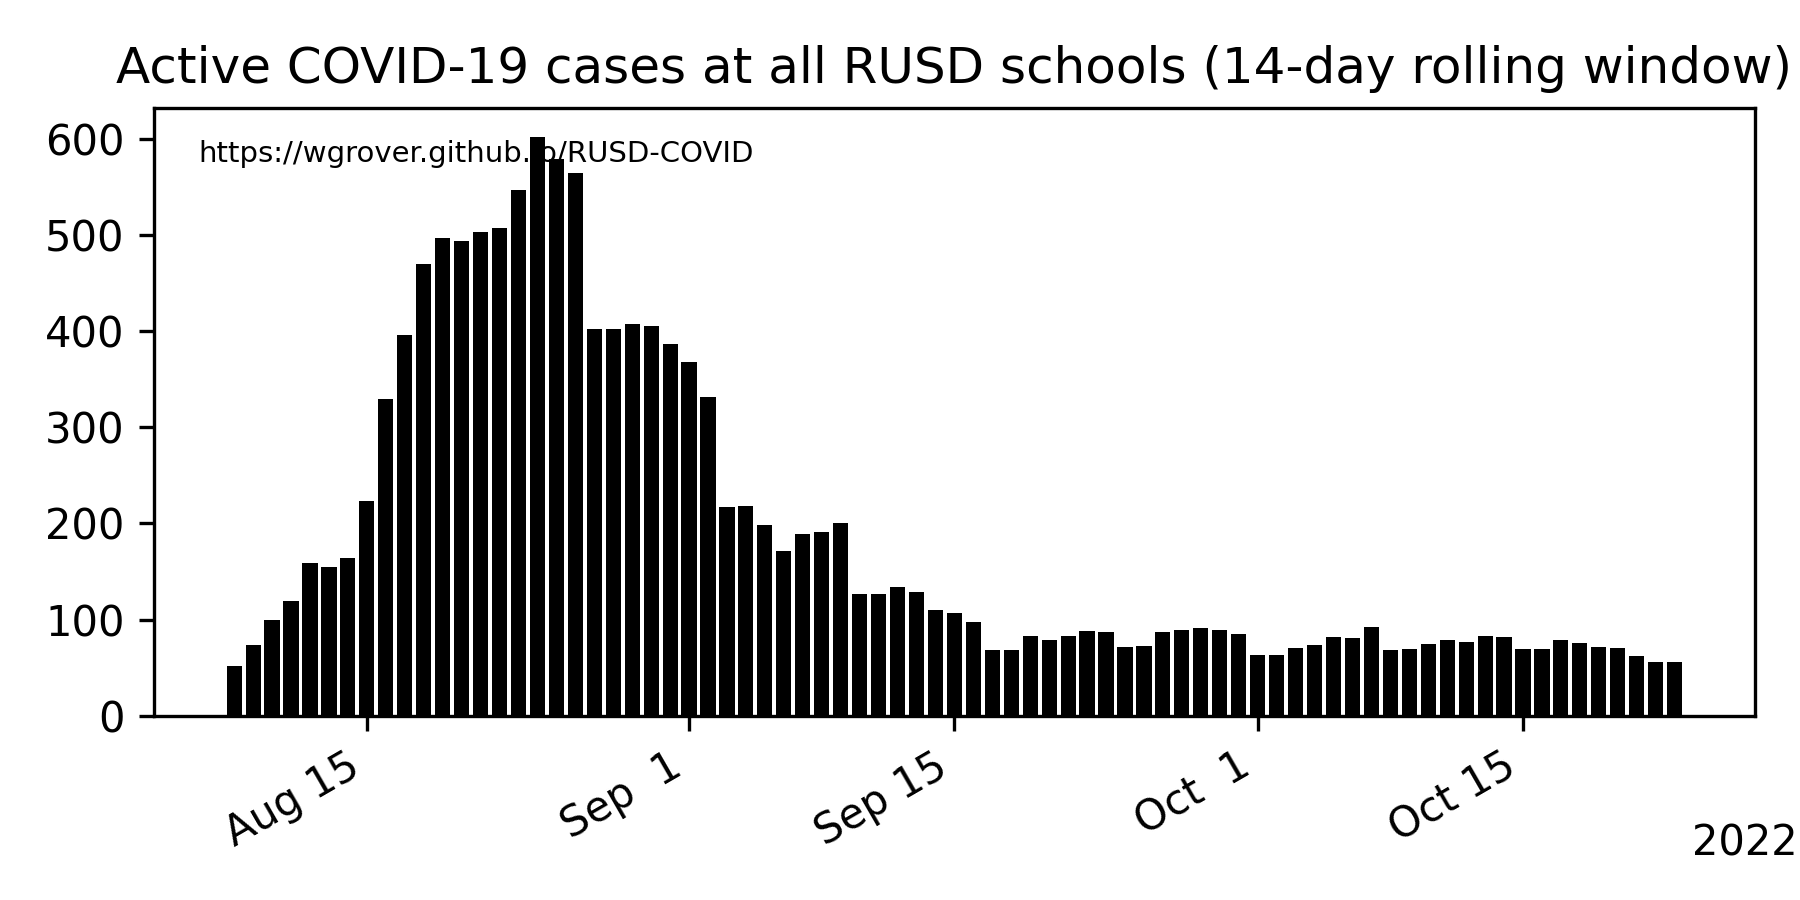 Active COVID-19 cases at all RUSD schools (14-day rolling window)
https://wgrover.github.io/RUSD-COVID
600
500
400
300
200
100
0
Aug 15
Sep  1
Sep 15
Oct  1
Oct 15
2022